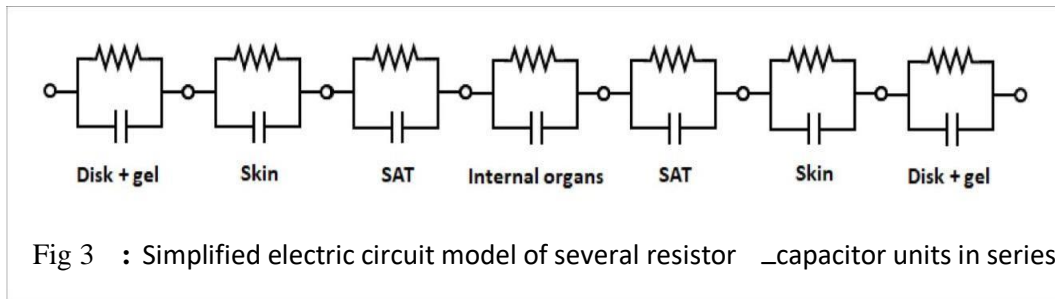 Disk + gel Skin SAT Internal organs SAT Skin Disk + gel
Fig 3 : Simplified electric circuit model of several resistor _capacitor units in series